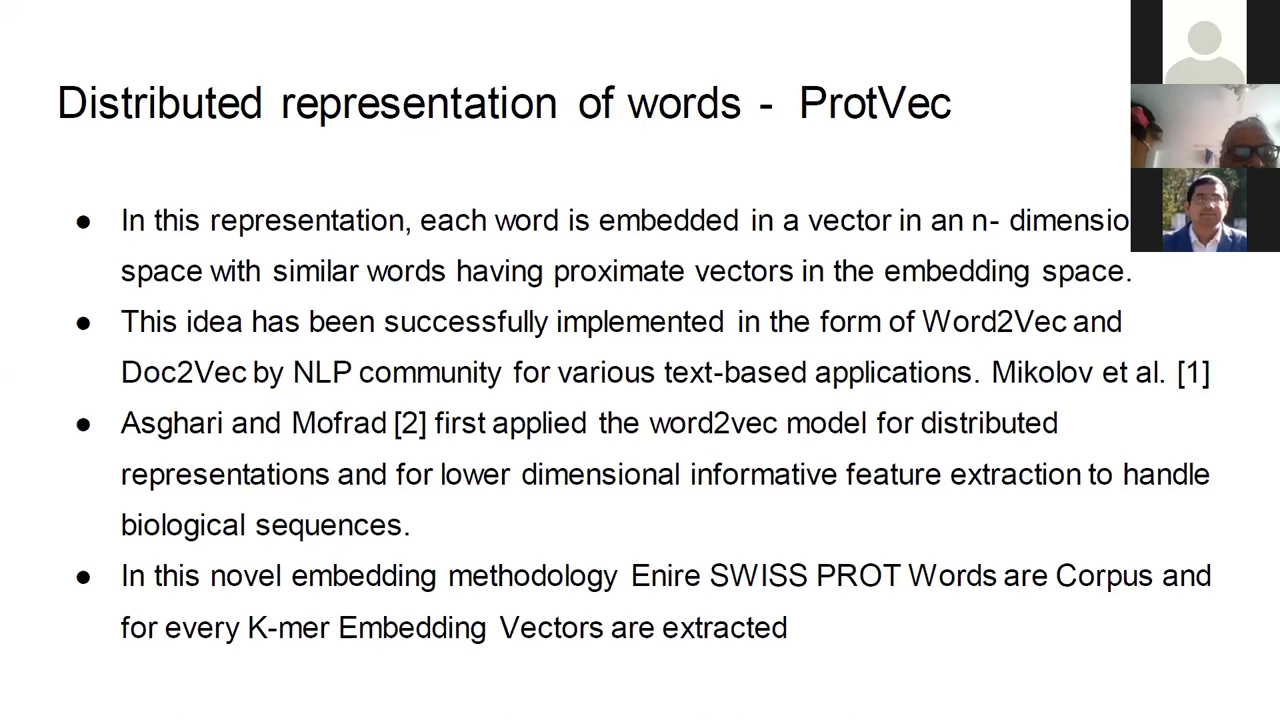 Distributed representation of words - ProtVec
● In this representation, each word is embedded in a vector in an n- dimensio
space with similar words having proximate vectors in the embedding space.
● This idea has been successfully implemented in the form of Word2Vec and
Doc2Vec by NLP community for various text-based applications. Mikolov et al. [1]
● Asghari and Mofrad [2] first applied the word2vec model for distributed
representations and for lower dimensional informative feature extraction to handle
biological sequences.
● In this novel embedding methodology Enire SWISS PROT Words are Corpus and
for every K-mer Embedding Vectors are extracted